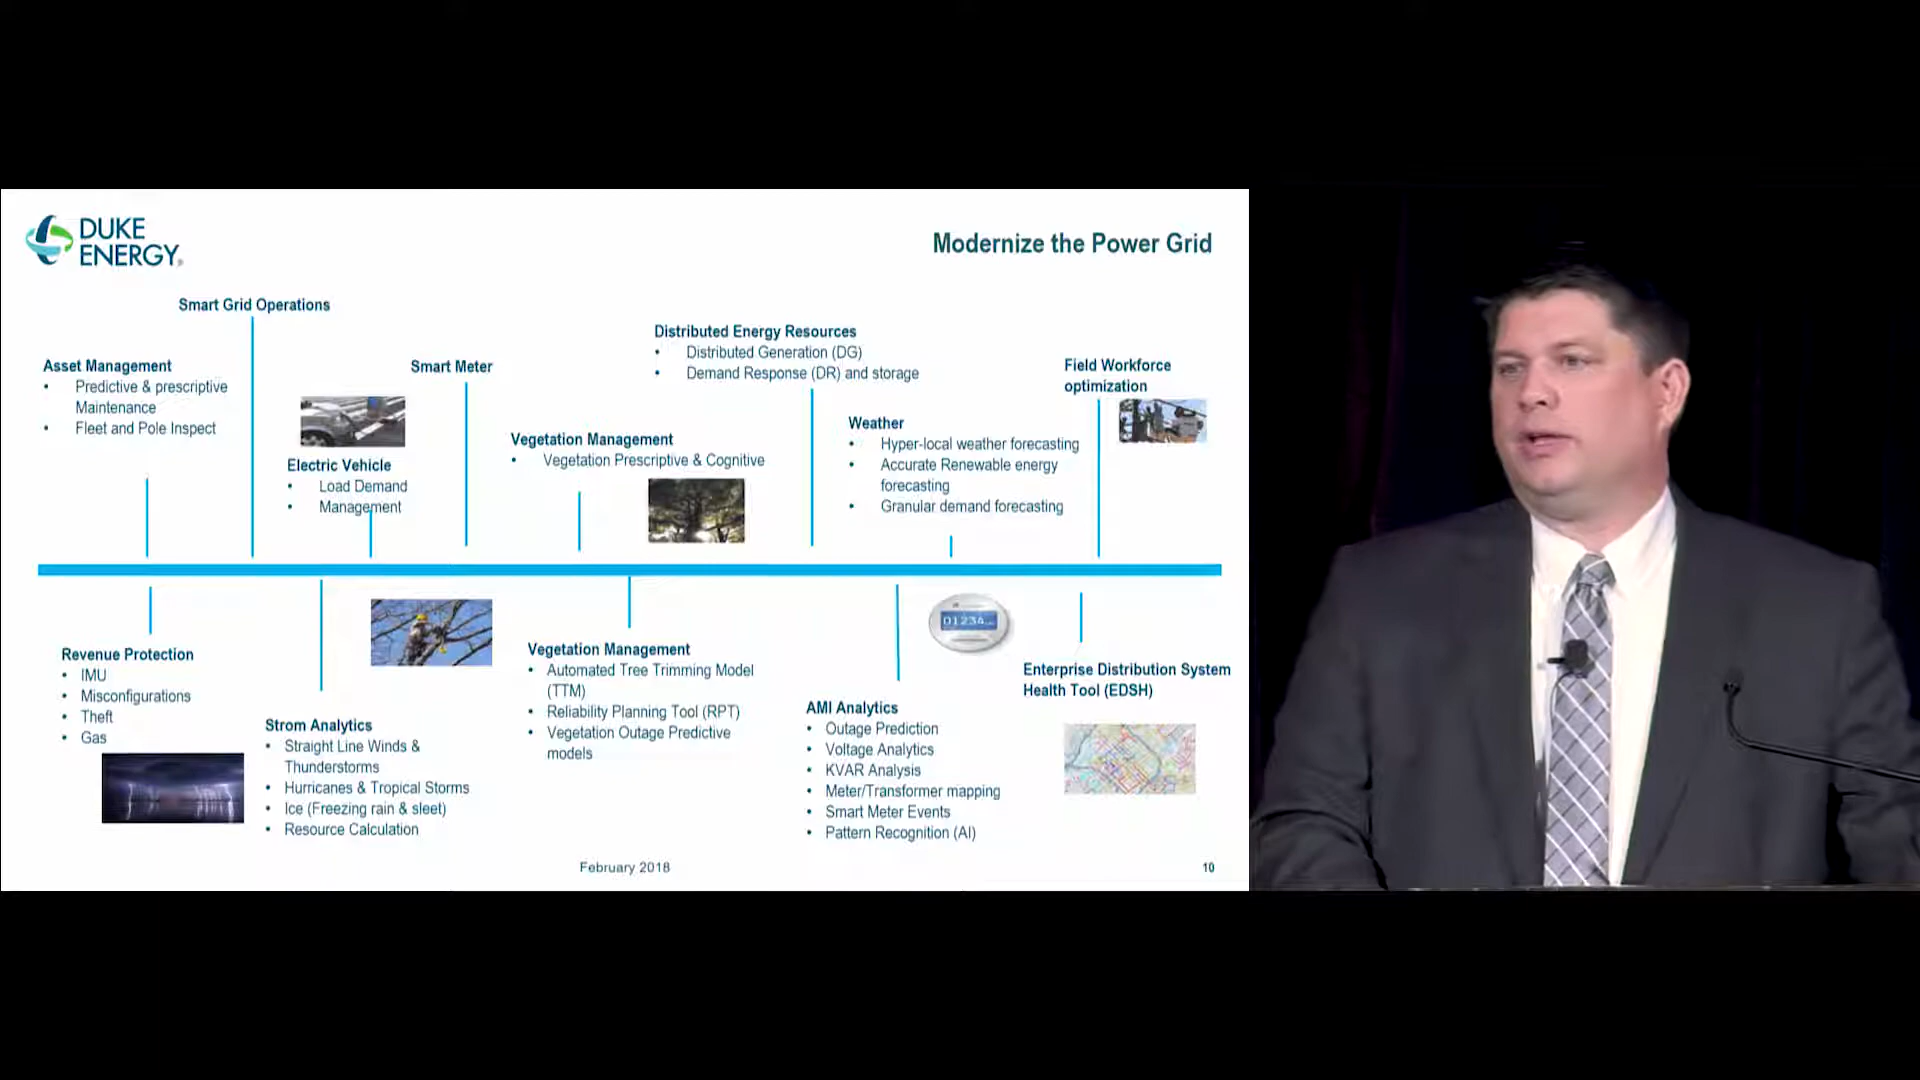 DUKE
ENERGY®
Modernize the Power Grid
Smart Grid Operations
Asset Management
• Predictive & prescriptive
Maintenance
• Fleet and Pole Inspect
Electric Vehicle
• Load Demand
• Management
Smart Meter
Vegetation Management
• Vegetation Prescriptive & Cognitive
Distributed Energy Resources
• Distributed Generation (DG)
• Demand Response (DR) and storage
Weather
• Hyper-local weather forecasting
• Accurate Renewable energy
forecasting
• Granular demand forecasting
Field Workforce
optimization
Revenue Protection
• IMU
• Misconfigurations
• Theft
• Gas
Strom Analytics
• Straight Line Winds &
Thunderstorms
• Hurricanes & Tropical Storms
• Ice (Freezing rain & sleet)
• Resource Calculation
Vegetation Management
• Automated Tree Trimming Model
(TTM)
• Reliability Planning Tool (RPT)
• Vegetation Outage Predictive
models
01234
AMI Analytics
• Outage Prediction
• Voltage Analytics
• KVAR Analysis
• Meter/Transformer mapping
• Smart Meter Events
• Pattern Recognition (AI)
Enterprise Distribution System
Health Tool (EDSH)
February 2018
10